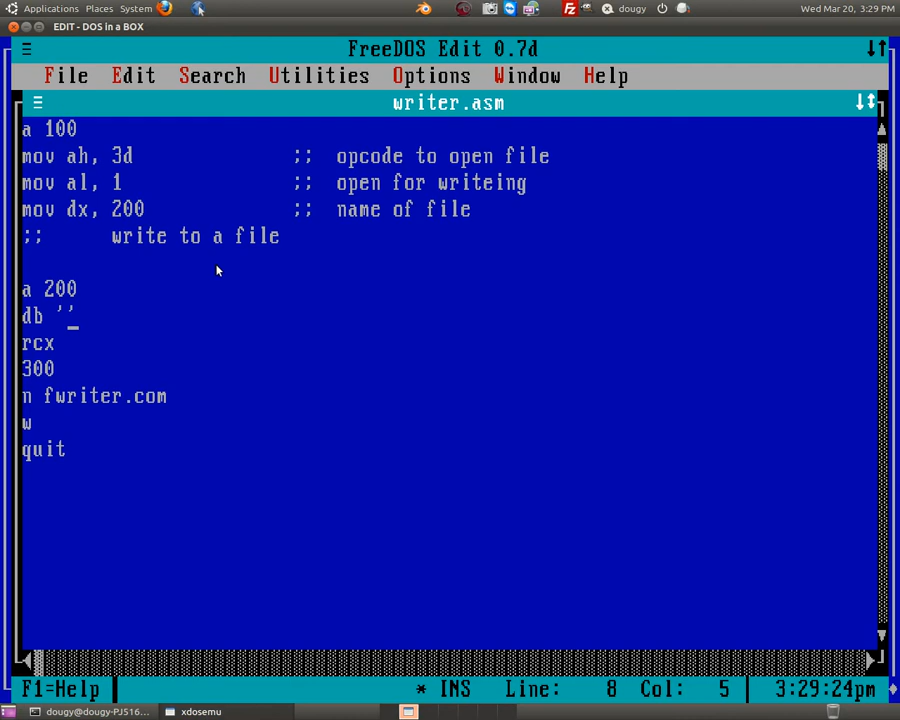 Applications Places System dougy Wed Mar 20, 3:29 PM
EDIT - DOS in a BOX
FreeDOS Edit 0.7d
File Edit Search Utilities Options Window Help
writer.asm
a 100
mov ah, 3d ;; opcode to open file
mov al, 1 ;; open for writeing
mov dx, 200 ;; name of file
;; write to a file
a 200
db ''
rcx
300
n fwriter.com
w
quit
F1=Help * INS Line: 8 Col: 5 3:29:24pm
dougy@dougy-PJ516... xdosemu